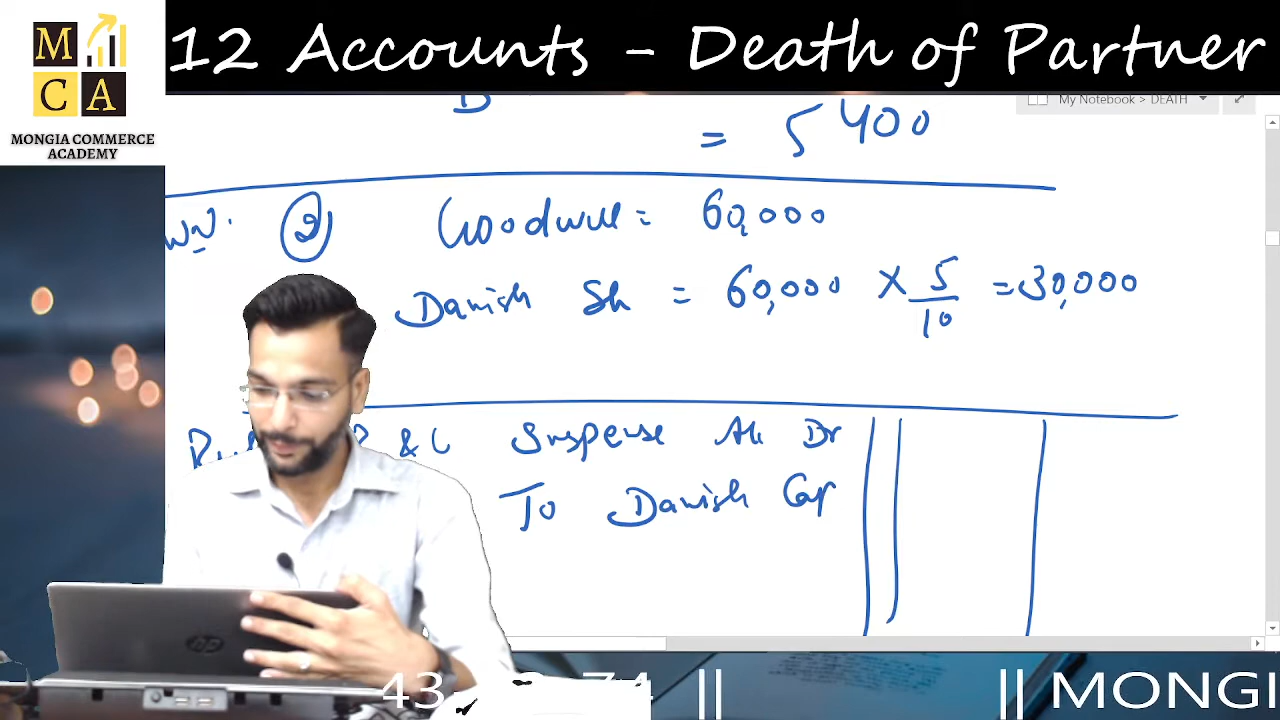 M
C A
MONGIA COMMERCE
ACADEMY
12 Accounts - Death of Partner
My Notebook > DEATH
= 5400
W.N. 2 Goodwill = 60,000
Danish Sh = 60,000 X 5/10 = 30,000
& L Suspense A/c Dr
To Danish Cap
hp
|| || MONGI